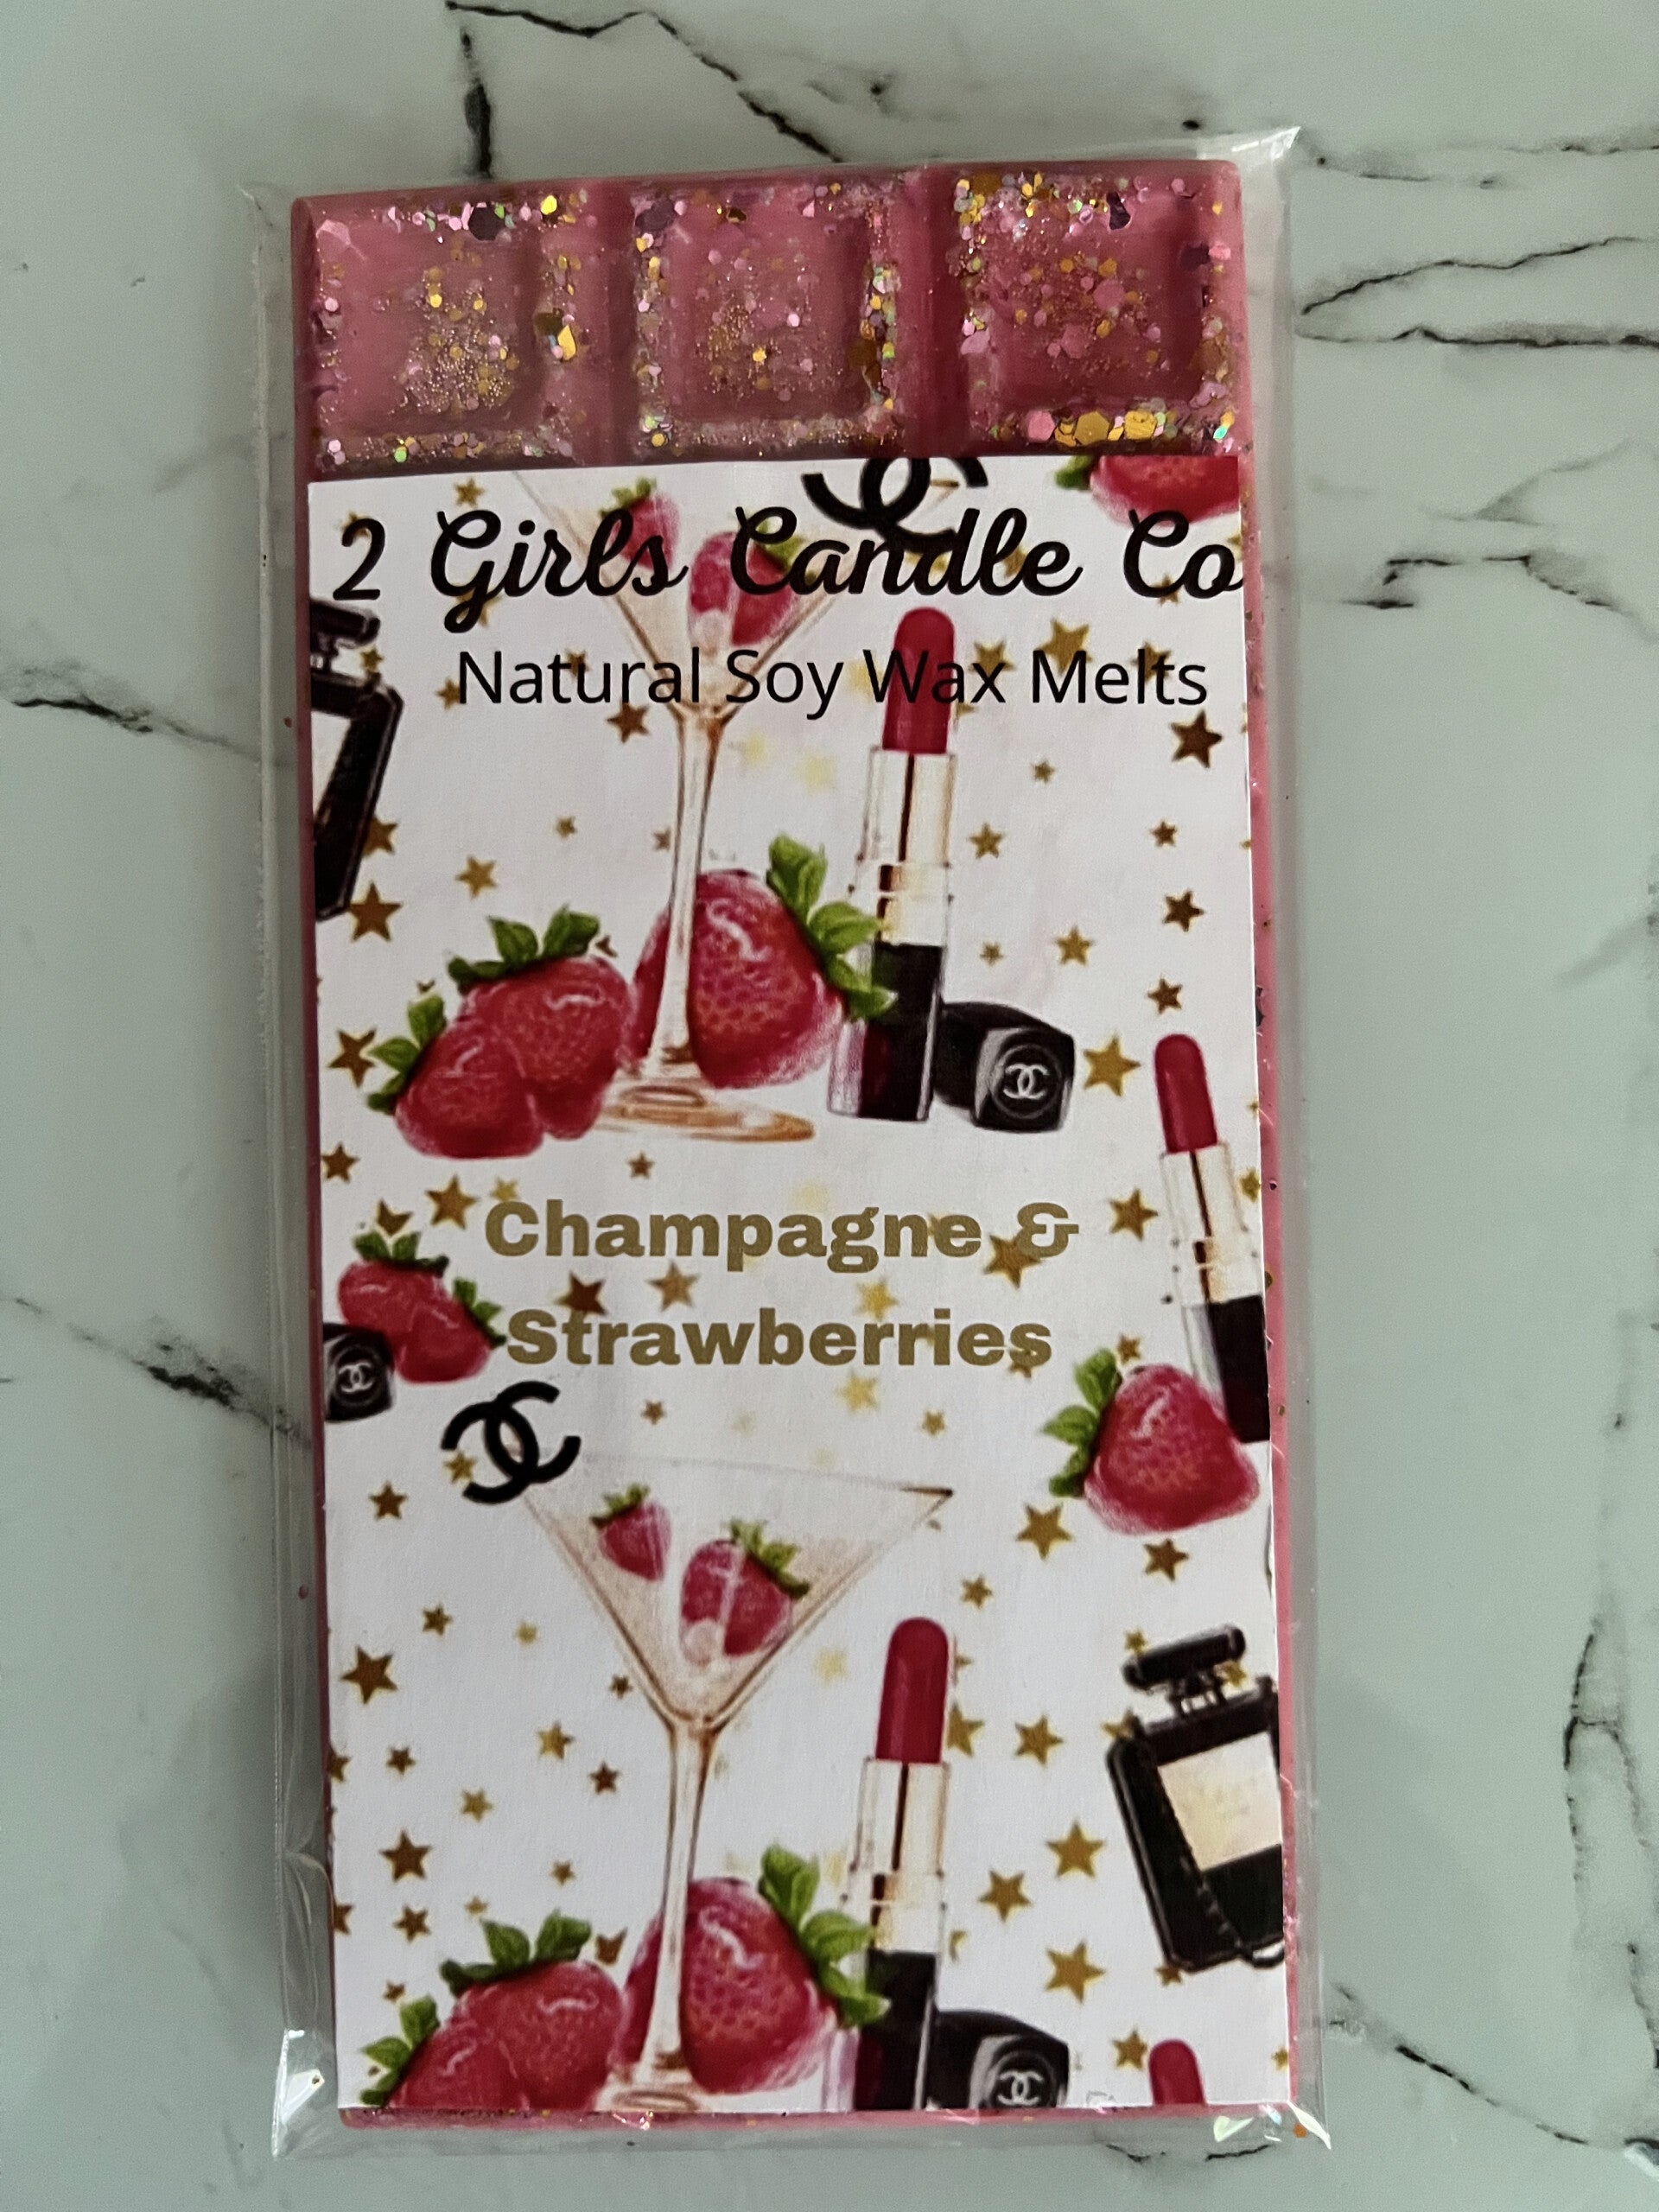 2 Girls Candle Co
Natural Soy Wax Melts
Champagne &
Strawberries